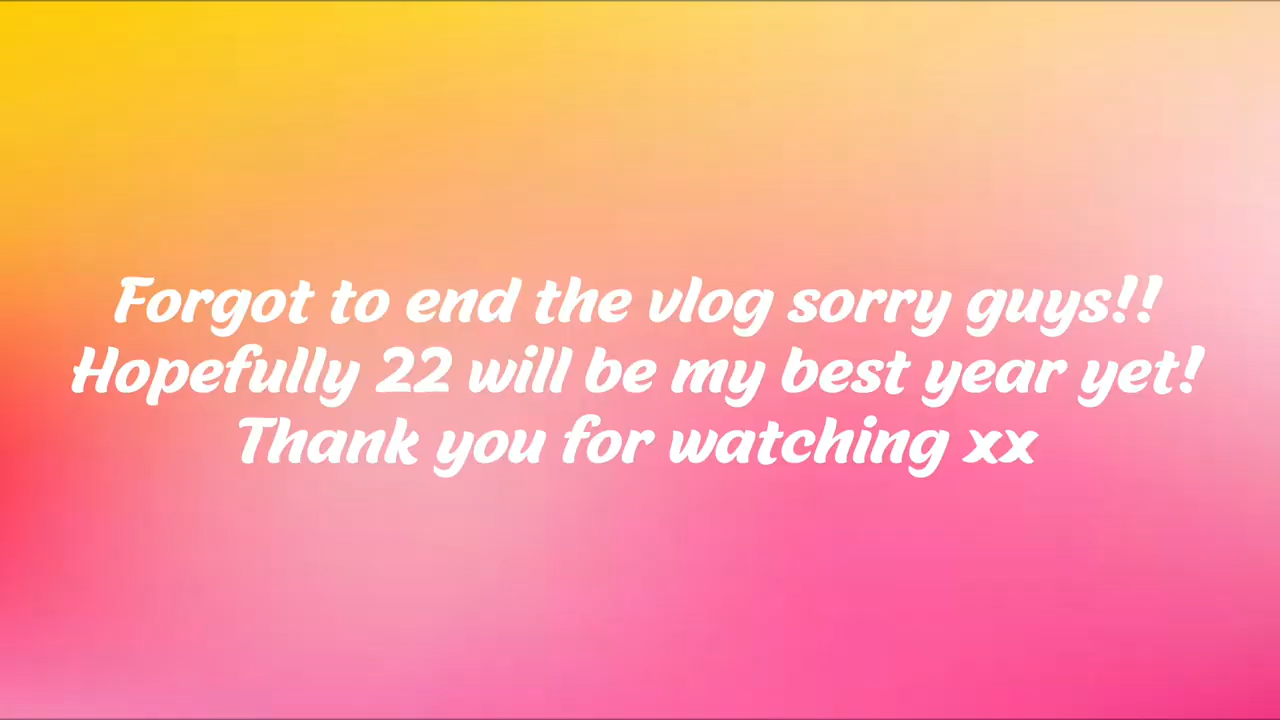 Forgot to end the vlog sorry guys!!
Hopefully 22 will be my best year yet!
Thank you for watching xx